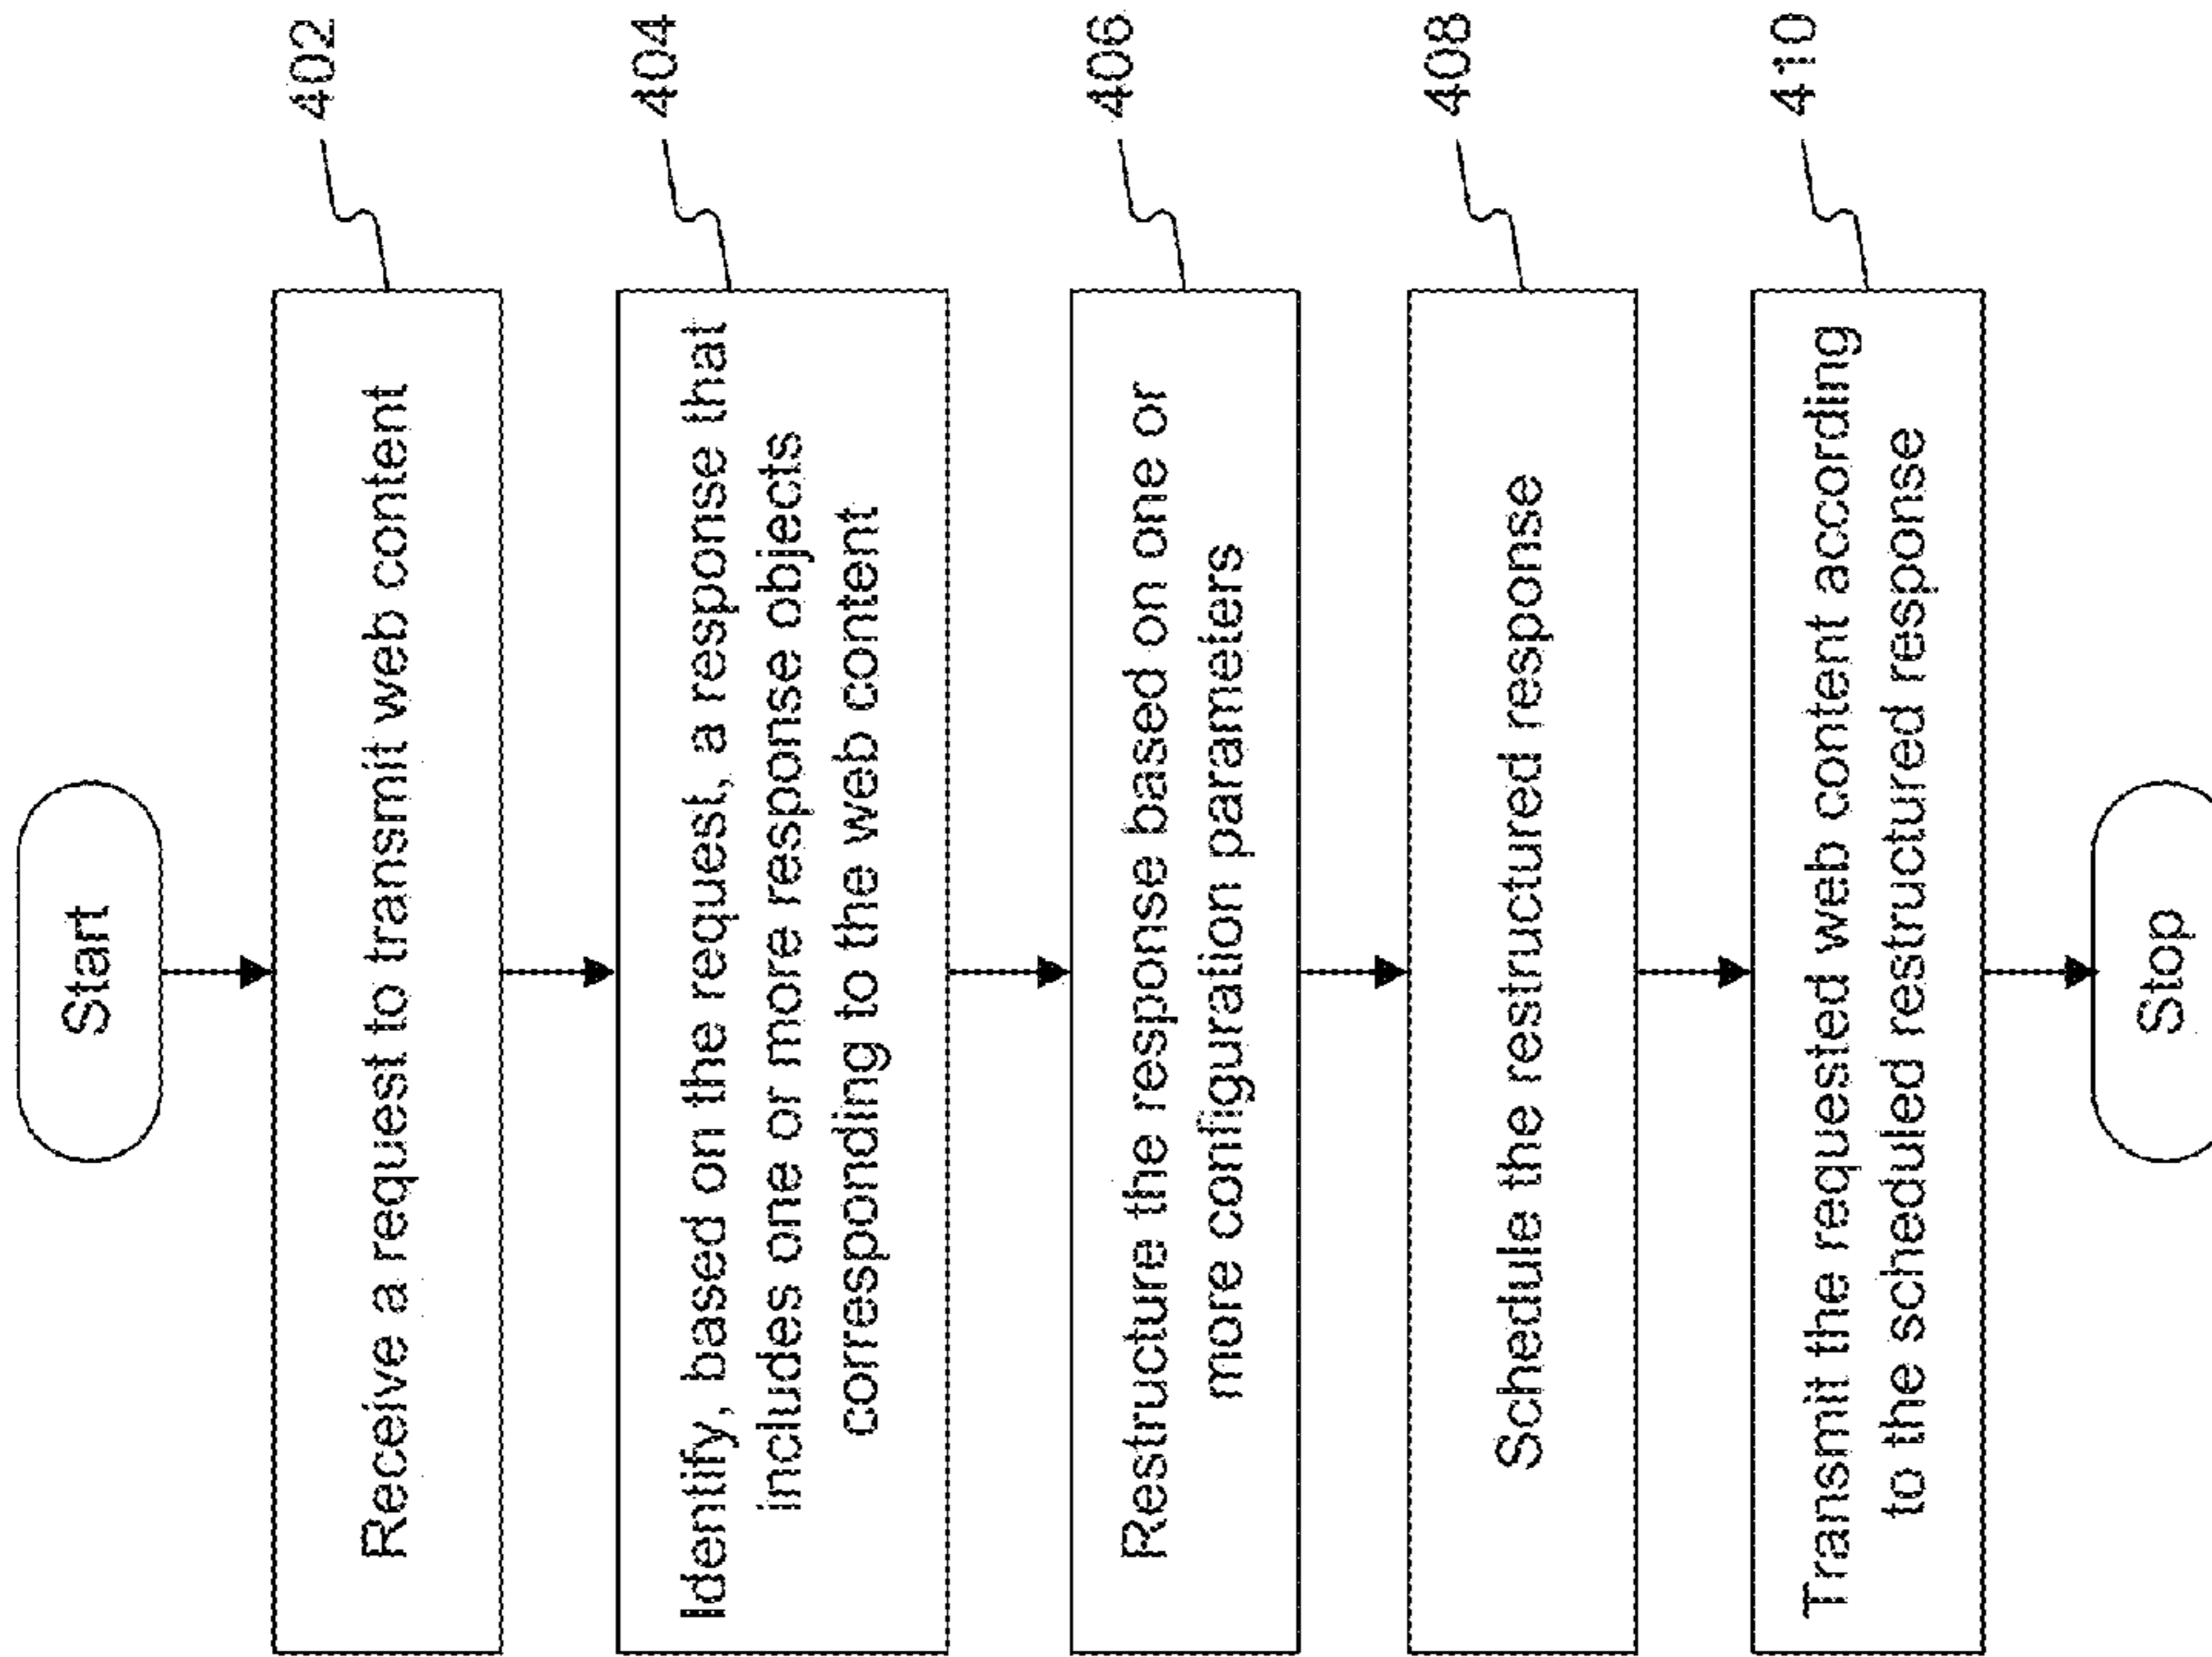 Start
Receive a request to transmit web content
402
Identify, based on the request, a response that
includes one or more response objects
corresponding to the web content
404
Restructure the response based on one or
more configuration parameters
406
Schedule the restructured response
408
Transmit the requested web content according
to the scheduled restructured response
410
Stop